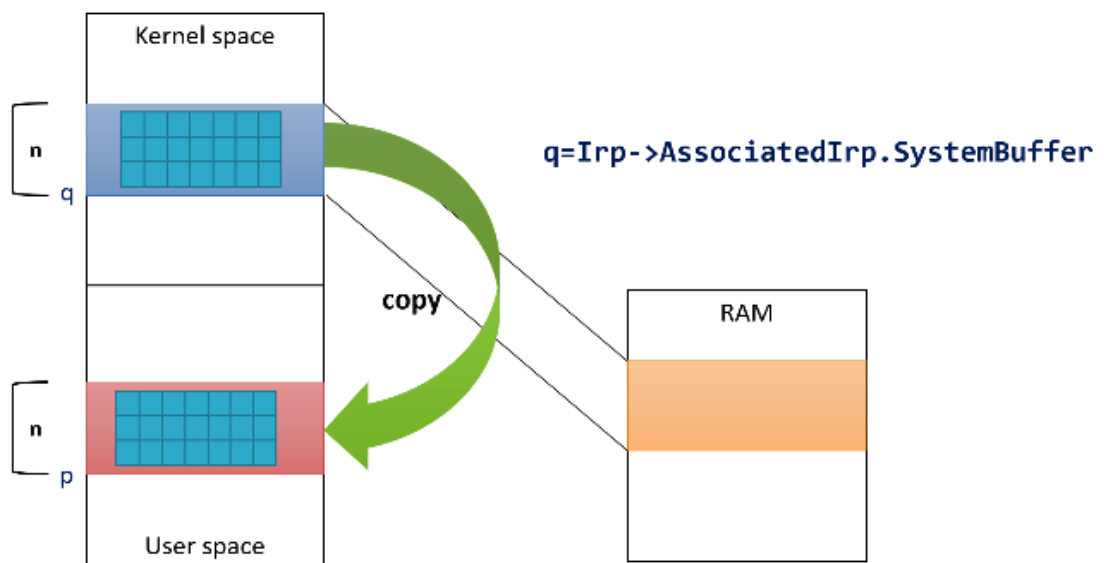 Kernel space
n
q=Irp->AssociatedIrp.SystemBuffer
q
copy
RAM
n
p
User space